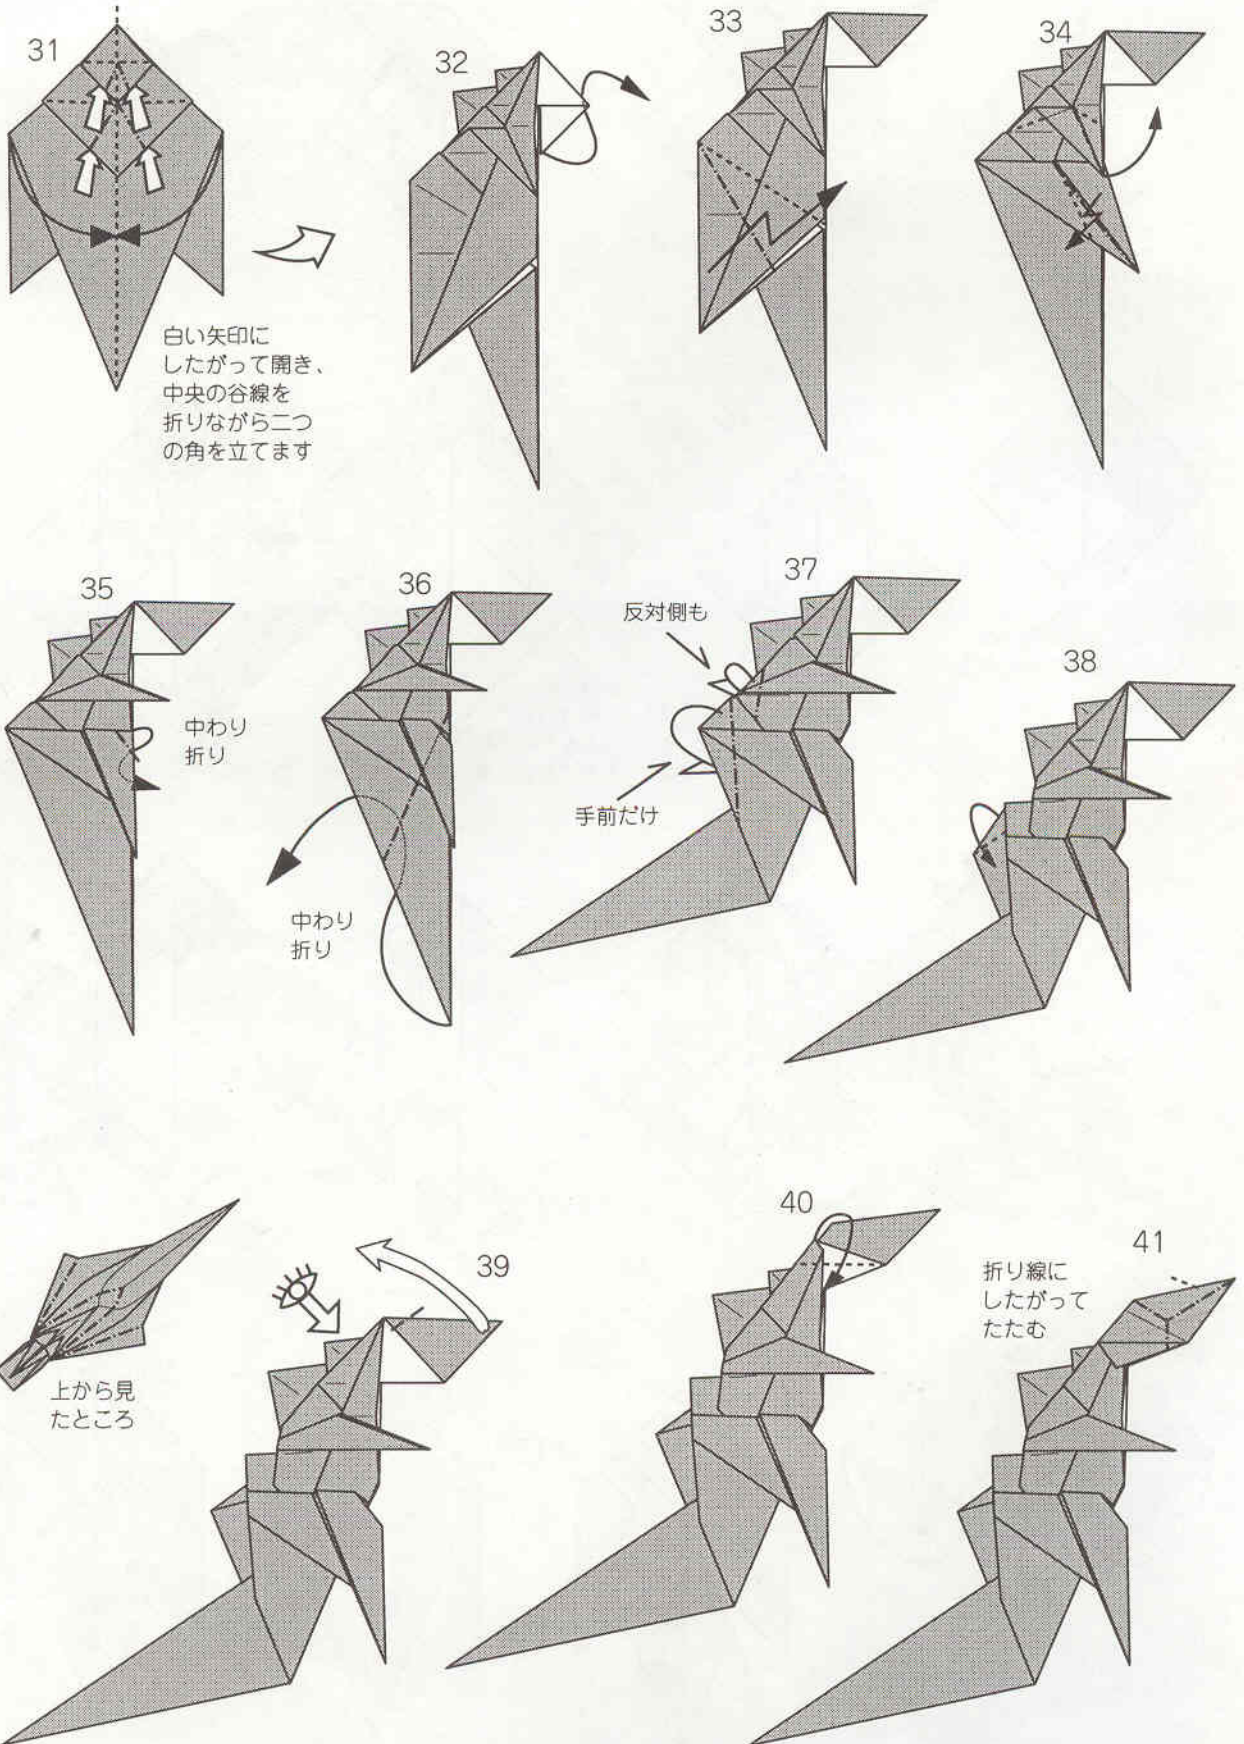 31
32
33
34
白い矢印に
したがって開き、
中央の谷線を
折りながら二つ
の角を立てます
35
中わり
折り
36
中わり
折り
37
反対側も
手前だけ
38
上から見
たところ
39
40
41
折り線に
したがって
たたむ